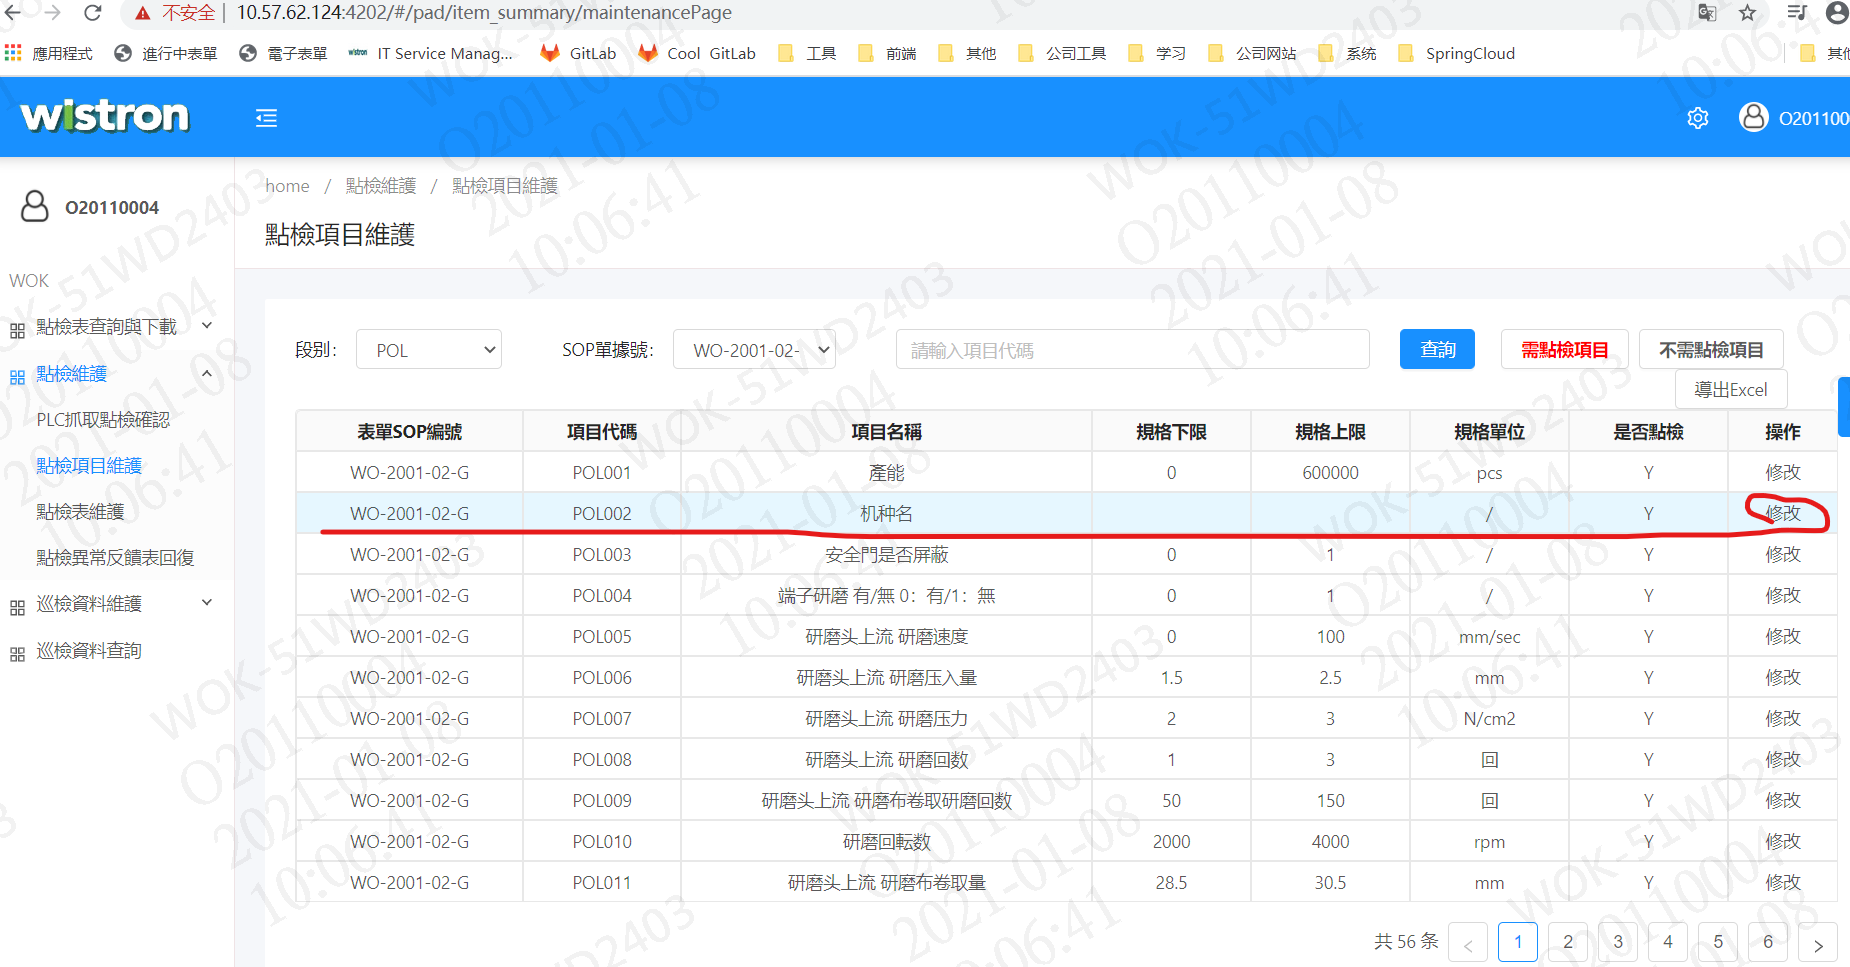 不安全 | 10.57.62.124:4202/#/pad/item_summary/maintenancePage
應用程式 進行中表單 電子表單 wistron IT Service Manag... GitLab Cool GitLab 工具 前端 其他 公司工具 学习 公司网站 系统 SpringCloud 其他
wistron O201100
home / 點檢維護 / 點檢項目維護
O20110004
點檢項目維護
WOK
點檢表查詢與下載
點檢維護
PLC抓取點檢確認
點檢項目維護
點檢表維護
點檢異常反饋表回復
巡檢資料維護
巡檢資料查詢
段別: POL SOP單據號: WO-2001-02- 請輸入項目代碼 查詢 需點檢項目 不需點檢項目
導出Excel
表單SOP編號 項目代碼 項目名稱 規格下限 規格上限 規格單位 是否點檢 操作
WO-2001-02-G POL001 產能 0 600000 pcs Y 修改
WO-2001-02-G POL002 机种名 / Y 修改
WO-2001-02-G POL003 安全門是否屏蔽 0 1 / Y 修改
WO-2001-02-G POL004 端子研磨 有/無 0：有/1：無 0 1 / Y 修改
WO-2001-02-G POL005 研磨头上流 研磨速度 0 100 mm/sec Y 修改
WO-2001-02-G POL006 研磨头上流 研磨压入量 1.5 2.5 mm Y 修改
WO-2001-02-G POL007 研磨头上流 研磨压力 2 3 N/cm2 Y 修改
WO-2001-02-G POL008 研磨头上流 研磨回数 1 3 回 Y 修改
WO-2001-02-G POL009 研磨头上流 研磨布卷取研磨回数 50 150 回 Y 修改
WO-2001-02-G POL010 研磨回転数 2000 4000 rpm Y 修改
WO-2001-02-G POL011 研磨头上流 研磨布卷取量 28.5 30.5 mm Y 修改
共 56 条 < 1 2 3 4 5 6 >
WOK-51WD2403
O20110004
2021-01-08
10:06:41